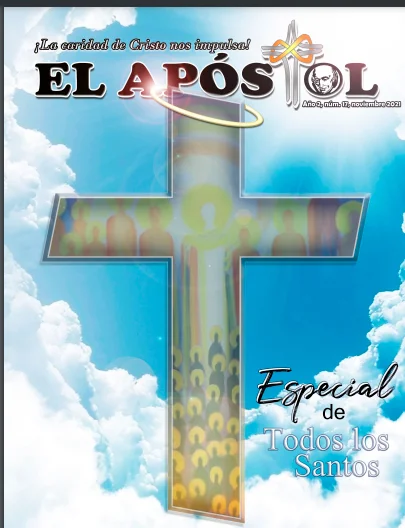 ¡La caridad de Cristo nos impulsa!
EL APÓSTOL
Año 2, núm. 17, noviembre 2021
Especial
de
Todos los
Santos